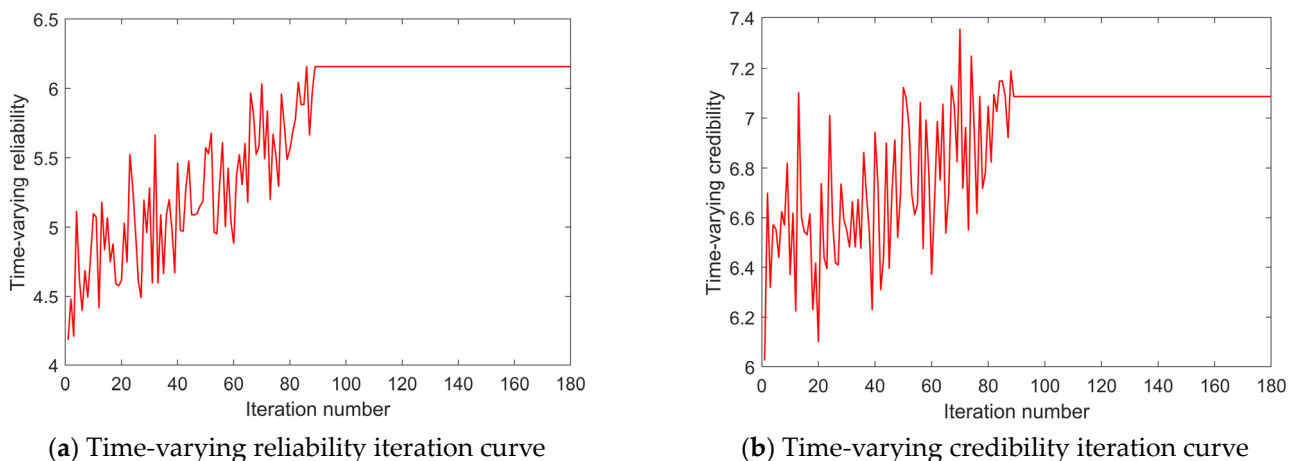 6.5
6
5.5
5
4.5
4
Time-varying reliability
0 20 40 60 80 100 120 140 160 180
Iteration number
(a) Time-varying reliability iteration curve
7.4
7.2
7
6.8
6.6
6.4
6.2
6
Time-varying credibility
0 20 40 60 80 100 120 140 160 180
Iteration number
(b) Time-varying credibility iteration curve